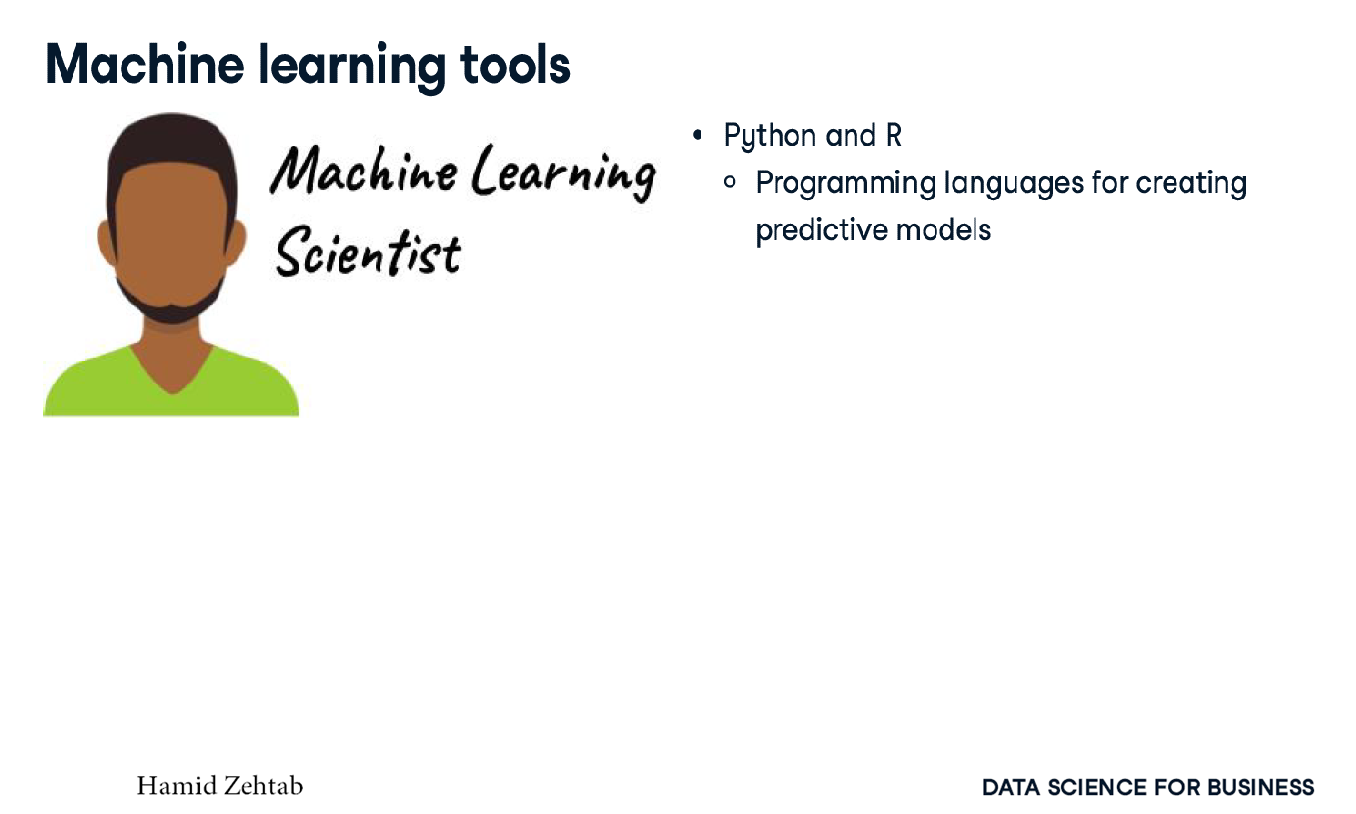 Machine learning tools
Machine Learning
Scientist
• Python and R
○ Programming languages for creating
predictive models
Hamid Zehtab
DATA SCIENCE FOR BUSINESS